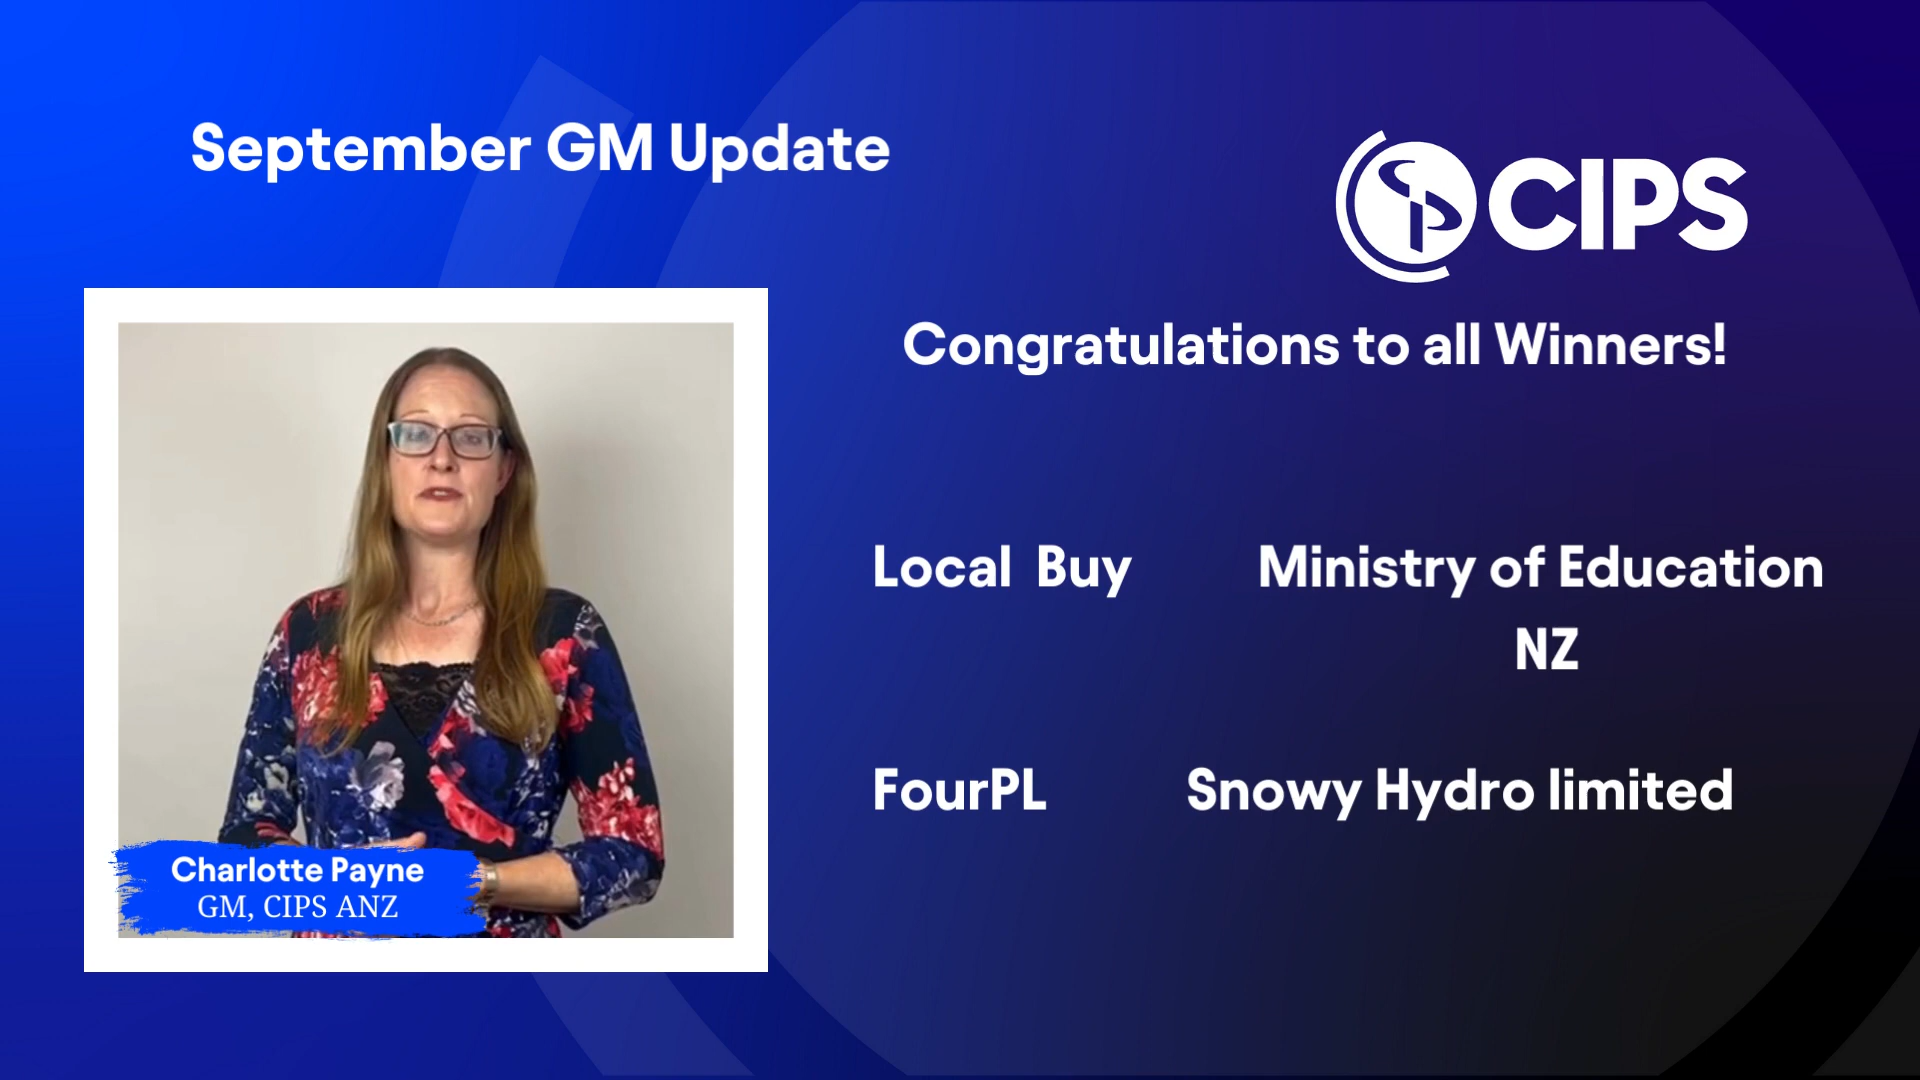 September GM Update
CIPS
Congratulations to all Winners!
Local Buy
Ministry of Education
NZ
FourPL
Snowy Hydro limited
Charlotte Payne
GM, CIPS ANZ